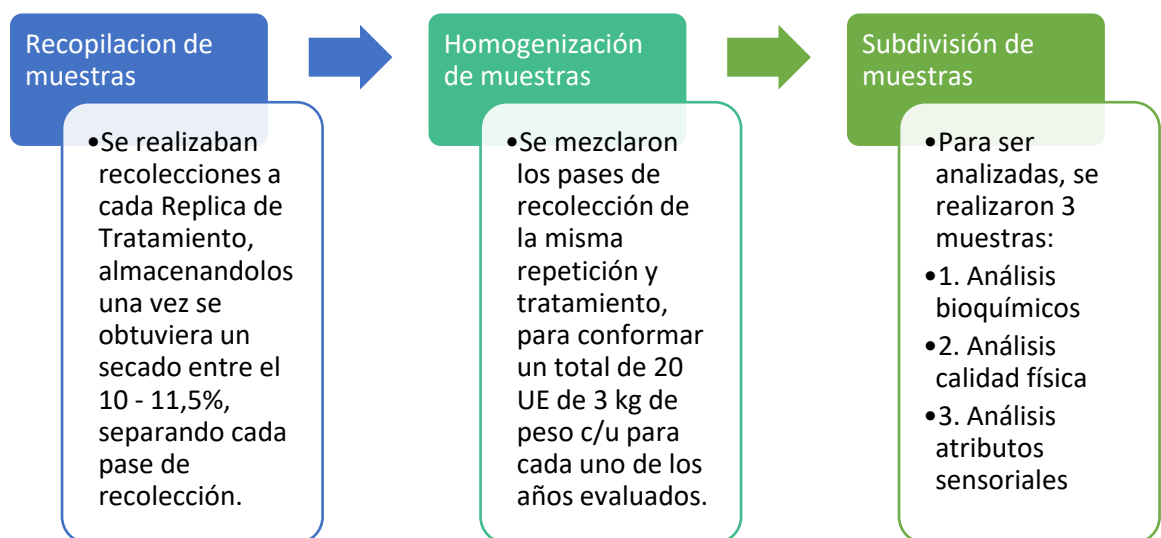 Recopilacion de
muestras
•Se realizaban
recolecciones a
cada Replica de
Tratamiento,
almacenandolos
una vez se
obtuviera un
secado entre el
10 - 11,5%,
separando cada
pase de
recolección.
Homogenización
de muestras
•Se mezclaron
los pases de
recolección de
la misma
repetición y
tratamiento,
para conformar
un total de 20
UE de 3 kg de
peso c/u para
cada uno de los
años evaluados.
Subdivisión de
muestras
•Para ser
analizadas, se
realizaron 3
muestras:
•1. Análisis
bioquímicos
•2. Análisis
calidad física
•3. Análisis
atributos
sensoriales